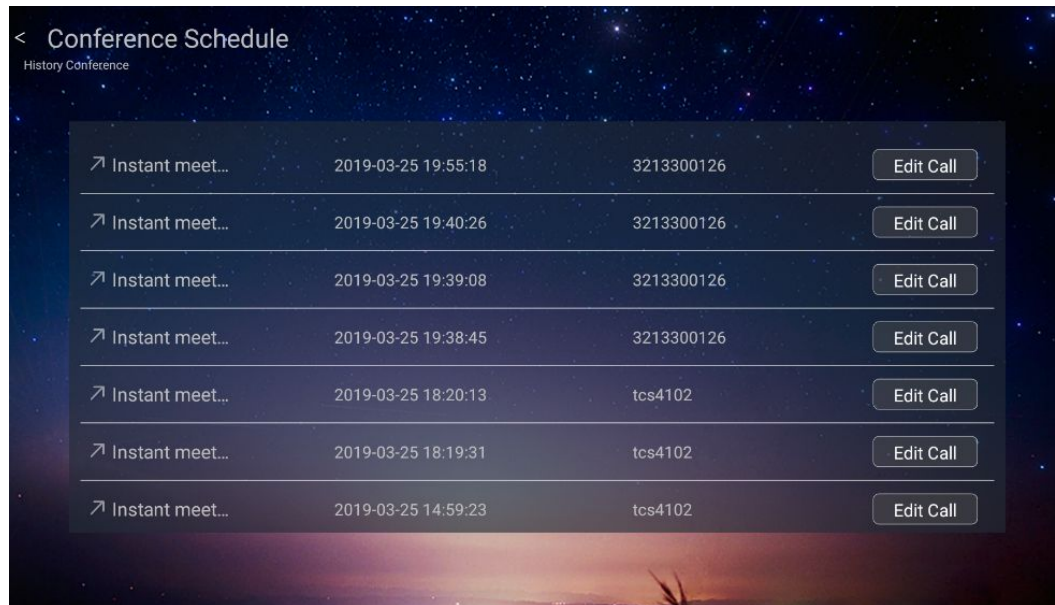 < Conference Schedule
History Conference
Instant meet... 2019-03-25 19:55:18 3213300126 Edit Call
Instant meet... 2019-03-25 19:40:26 3213300126 Edit Call
Instant meet... 2019-03-25 19:39:08 3213300126 Edit Call
Instant meet... 2019-03-25 19:38:45 3213300126 Edit Call
Instant meet... 2019-03-25 18:20:13 tcs4102 Edit Call
Instant meet... 2019-03-25 18:19:31 tcs4102 Edit Call
Instant meet... 2019-03-25 14:59:23 tcs4102 Edit Call